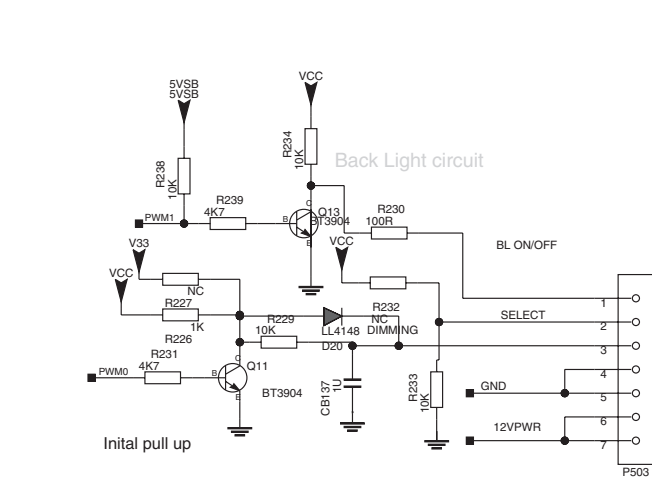 5VSB
5VSB
VCC
R238
10K
R234
10K
Back Light circuit
R239
4K7
PWM1
B
C
Q13
BT3904
E
R230
100R
VCC
BL ON/OFF
V33
VCC
NC
R227
1K
R226
R229
10K
LL4148
D20
R232
NC
DIMMING
SELECT
1
2
3
4
5
6
7
R231
4K7
PWM0
B
C
Q11
E
BT3904
CB137
1U
R233
10K
GND
12VPWR
Inital pull up
P503